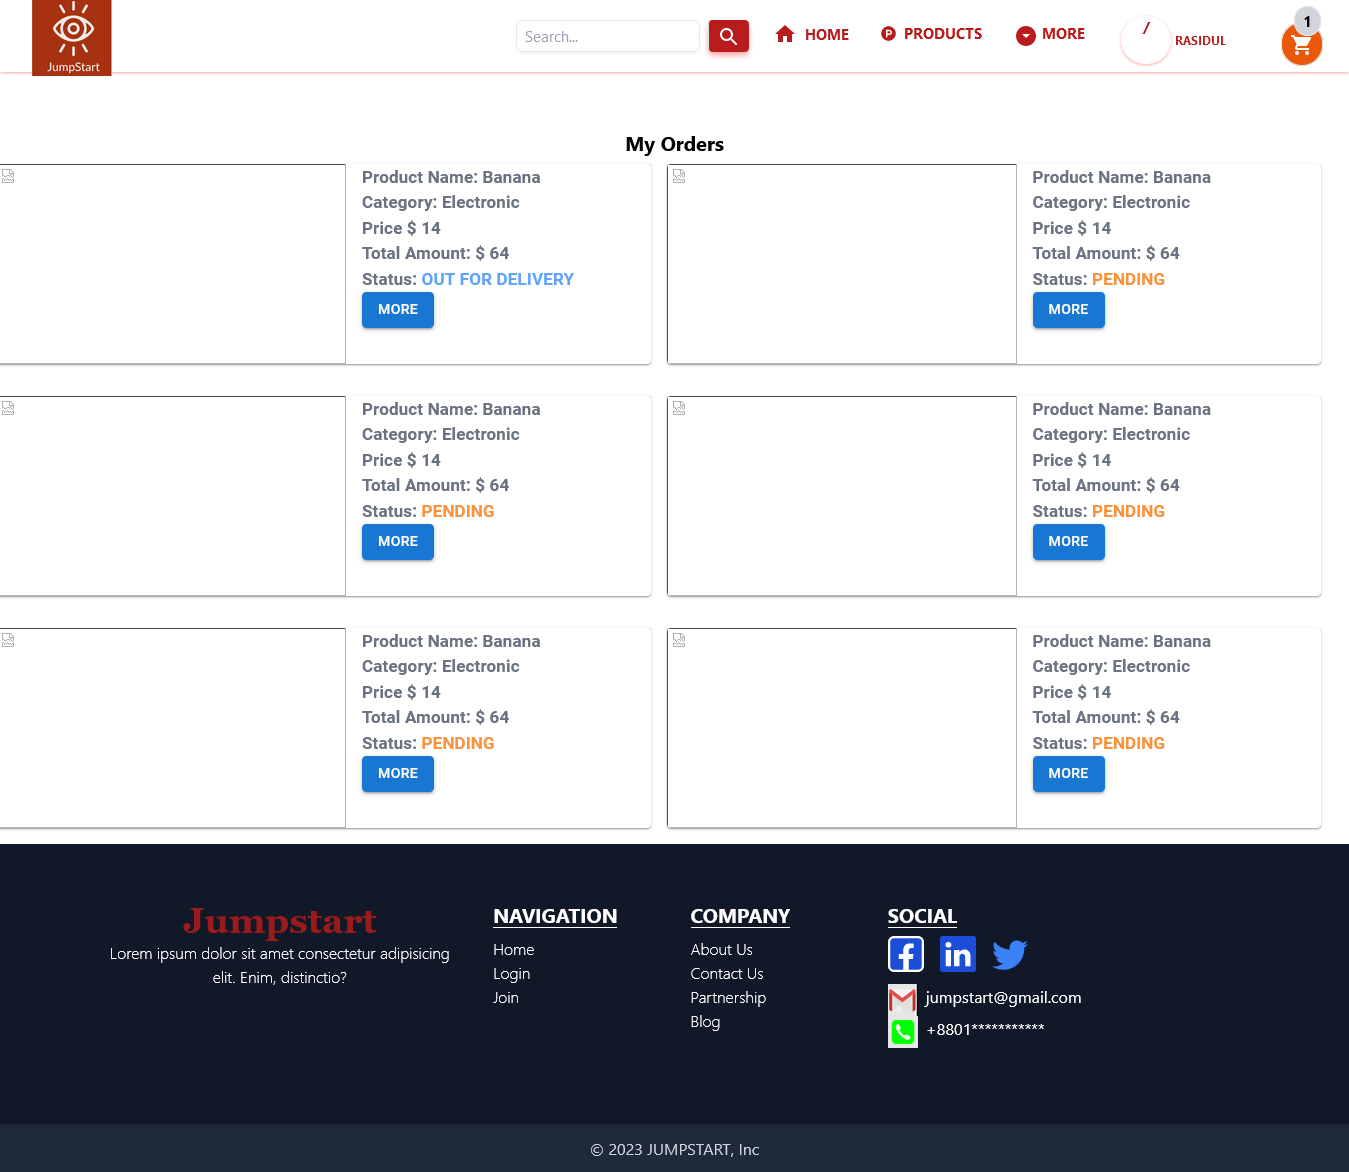 JumpStart
Search...
HOME
PRODUCTS
MORE
/
RASIDUL
1
My Orders
Product Name: Banana
Category: Electronic
Price $ 14
Total Amount: $ 64
Status: OUT FOR DELIVERY
MORE
Product Name: Banana
Category: Electronic
Price $ 14
Total Amount: $ 64
Status: PENDING
MORE
Product Name: Banana
Category: Electronic
Price $ 14
Total Amount: $ 64
Status: PENDING
MORE
Product Name: Banana
Category: Electronic
Price $ 14
Total Amount: $ 64
Status: PENDING
MORE
Product Name: Banana
Category: Electronic
Price $ 14
Total Amount: $ 64
Status: PENDING
MORE
Product Name: Banana
Category: Electronic
Price $ 14
Total Amount: $ 64
Status: PENDING
MORE
Jumpstart
Lorem ipsum dolor sit amet consectetur adipisicing
elit. Enim, distinctio?
NAVIGATION
Home
Login
Join
COMPANY
About Us
Contact Us
Partnership
Blog
SOCIAL
jumpstart@gmail.com
+8801***********
© 2023 JUMPSTART, Inc